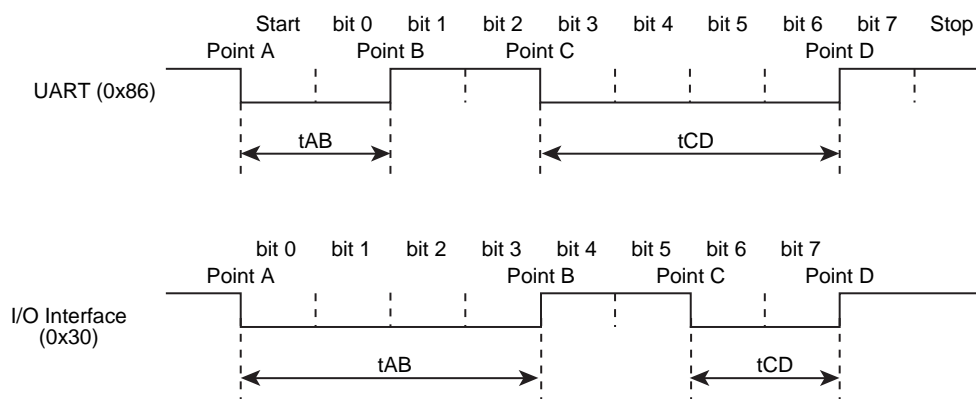 Start bit 0 bit 1 bit 2 bit 3 bit 4 bit 5 bit 6 bit 7 Stop
Point A Point B Point C Point D
UART (0x86)
tAB tCD
bit 0 bit 1 bit 2 bit 3 bit 4 bit 5 bit 6 bit 7
Point A Point B Point C Point D
I/O Interface
(0x30)
tAB tCD